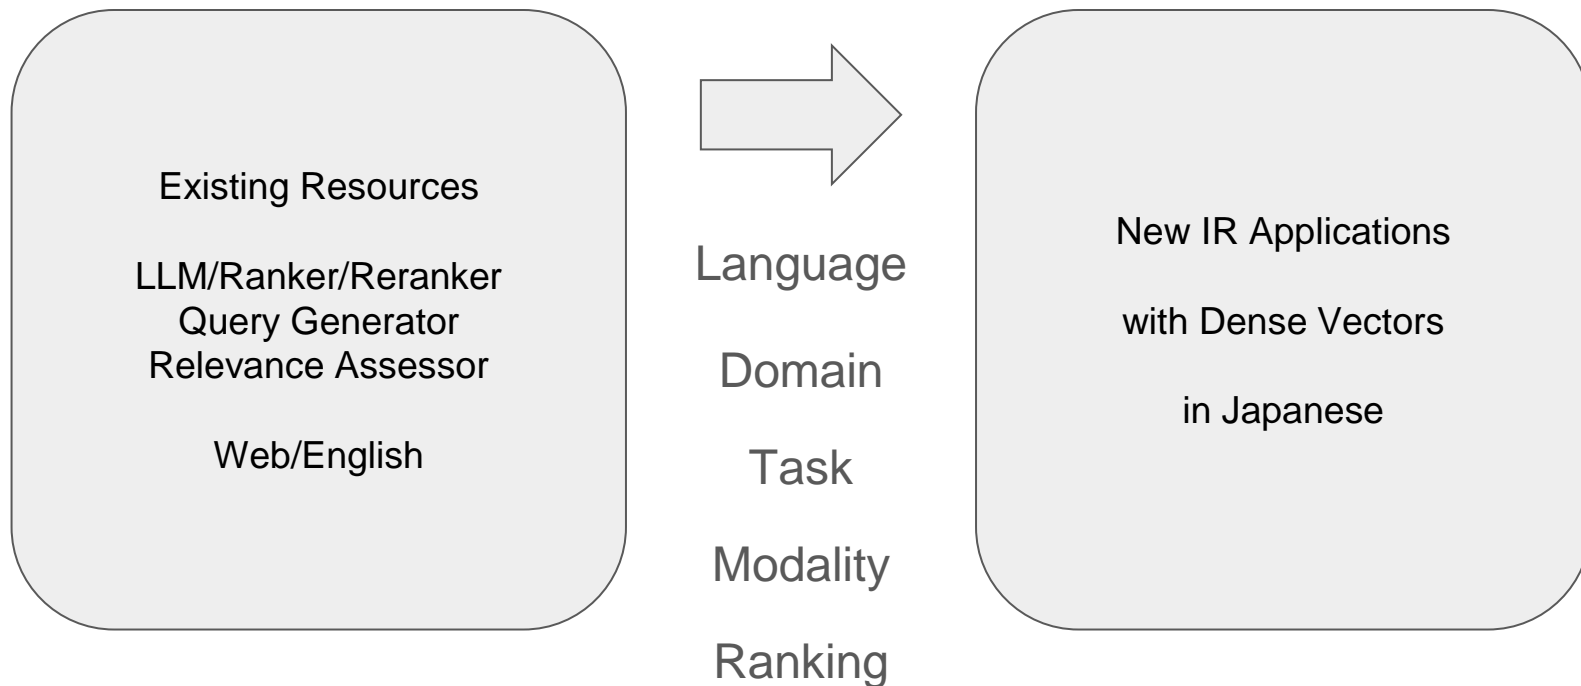 Existing Resources
LLM/Ranker/Reranker
Query Generator
Relevance Assessor
Web/English
Language
Domain
Task
Modality
Ranking
New IR Applications
with Dense Vectors
in Japanese